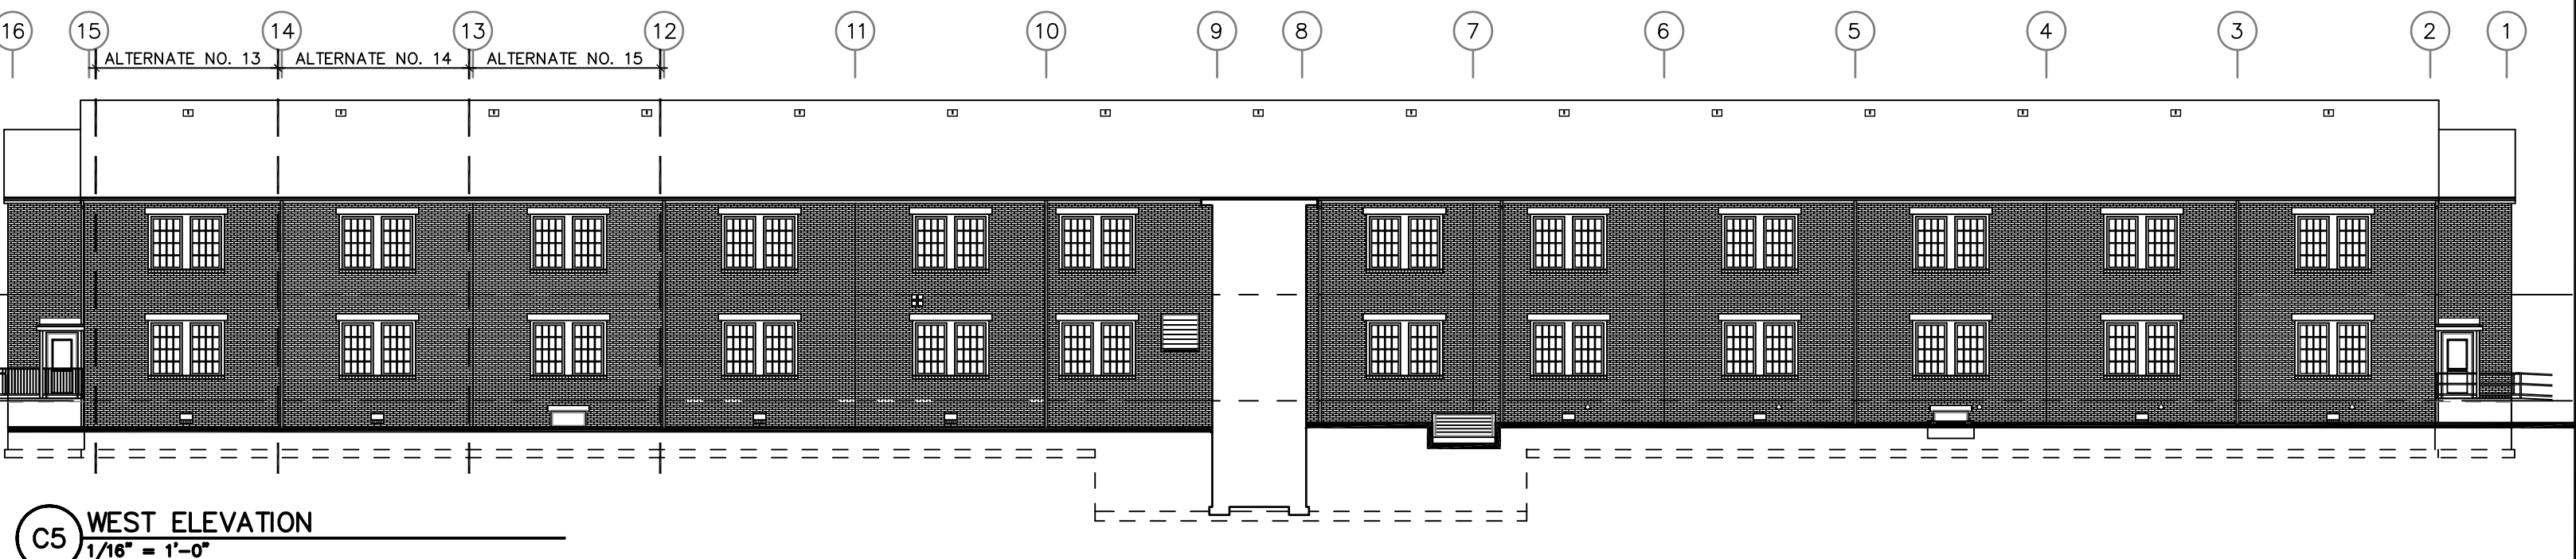 16 15 14 13 12 11 10 9 8 7 6 5 4 3 2 1
ALTERNATE NO. 13 ALTERNATE NO. 14 ALTERNATE NO. 15
WEST ELEVATION
C5
1/16" = 1'-0"